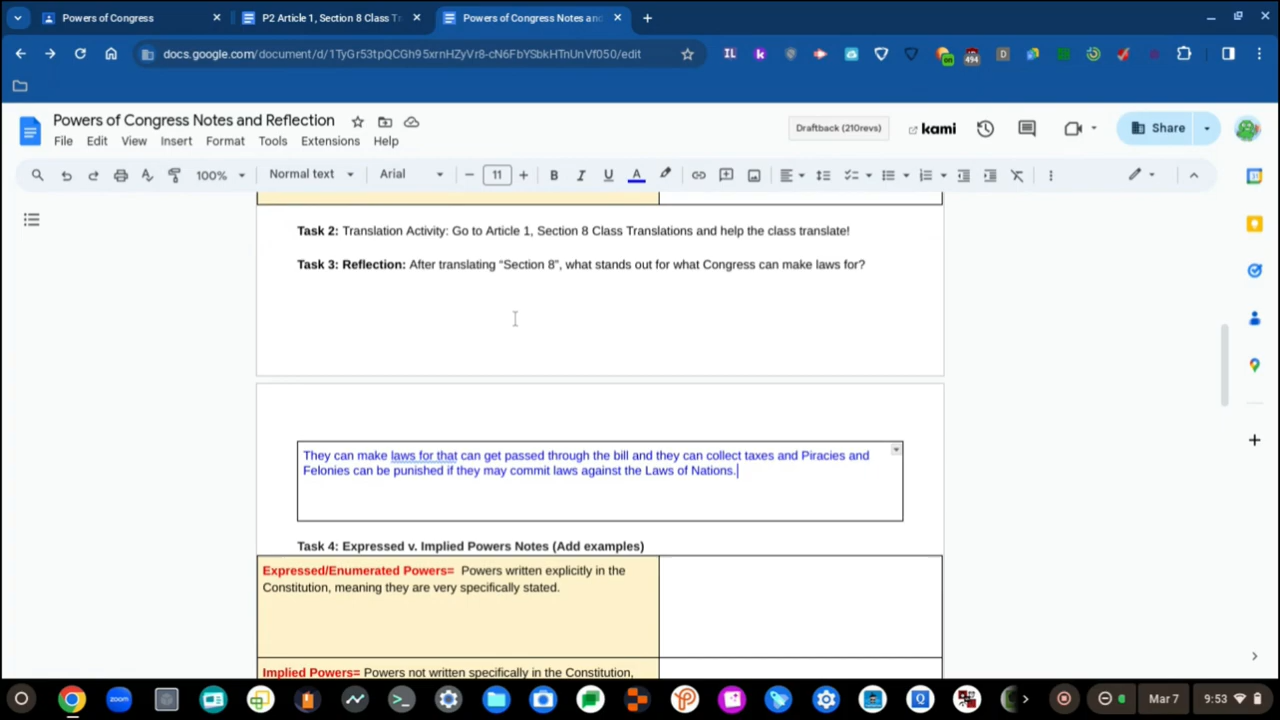 Powers of Congress
P2 Article 1, Section 8 Class Tr
Powers of Congress Notes and
docs.google.com/document/d/1TyGr53tpQCGh95xrnHZyVr8-cN6FbYSbkHTnUnVf050/edit
Powers of Congress Notes and Reflection
Draftback (210revs)
kami
Share
File Edit View Insert Format Tools Extensions Help
100% Normal text Arial 11
Task 2: Translation Activity: Go to Article 1, Section 8 Class Translations and help the class translate!
Task 3: Reflection: After translating “Section 8”, what stands out for what Congress can make laws for?
They can make laws for that can get passed through the bill and they can collect taxes and Piracies and
Felonies can be punished if they may commit laws against the Laws of Nations.
Task 4: Expressed v. Implied Powers Notes (Add examples)
Expressed/Enumerated Powers= Powers written explicitly in the
Constitution, meaning they are very specifically stated.
Implied Powers= Powers not written specifically in the Constitution,
Mar 7
9:53